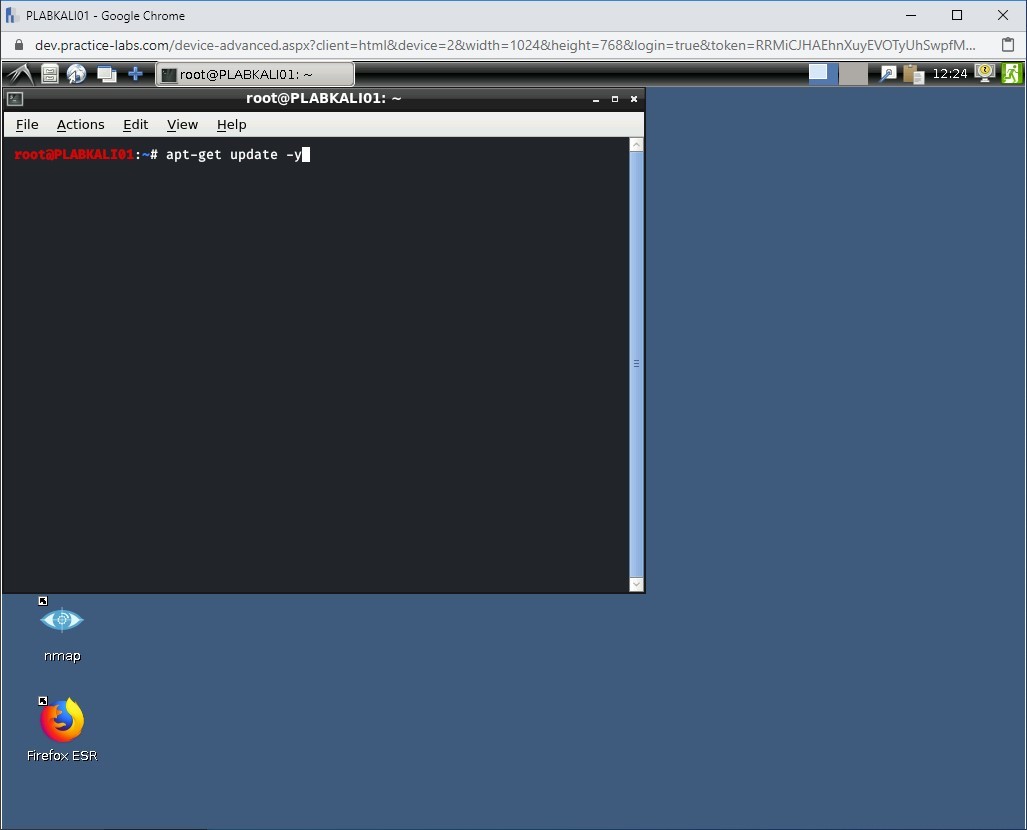 PLABKALI01 - Google Chrome
dev.practice-labs.com/device-advanced.aspx?client=html&device=2&width=1024&height=768&login=true&token=RRMiCJHAEhnXuyEVOTyUhSwpfM...
root@PLABKALI01: ~
12:24
root@PLABKALI01: ~
File Actions Edit View Help
root@PLABKALI01:~# apt-get update -y
nmap
Firefox ESR